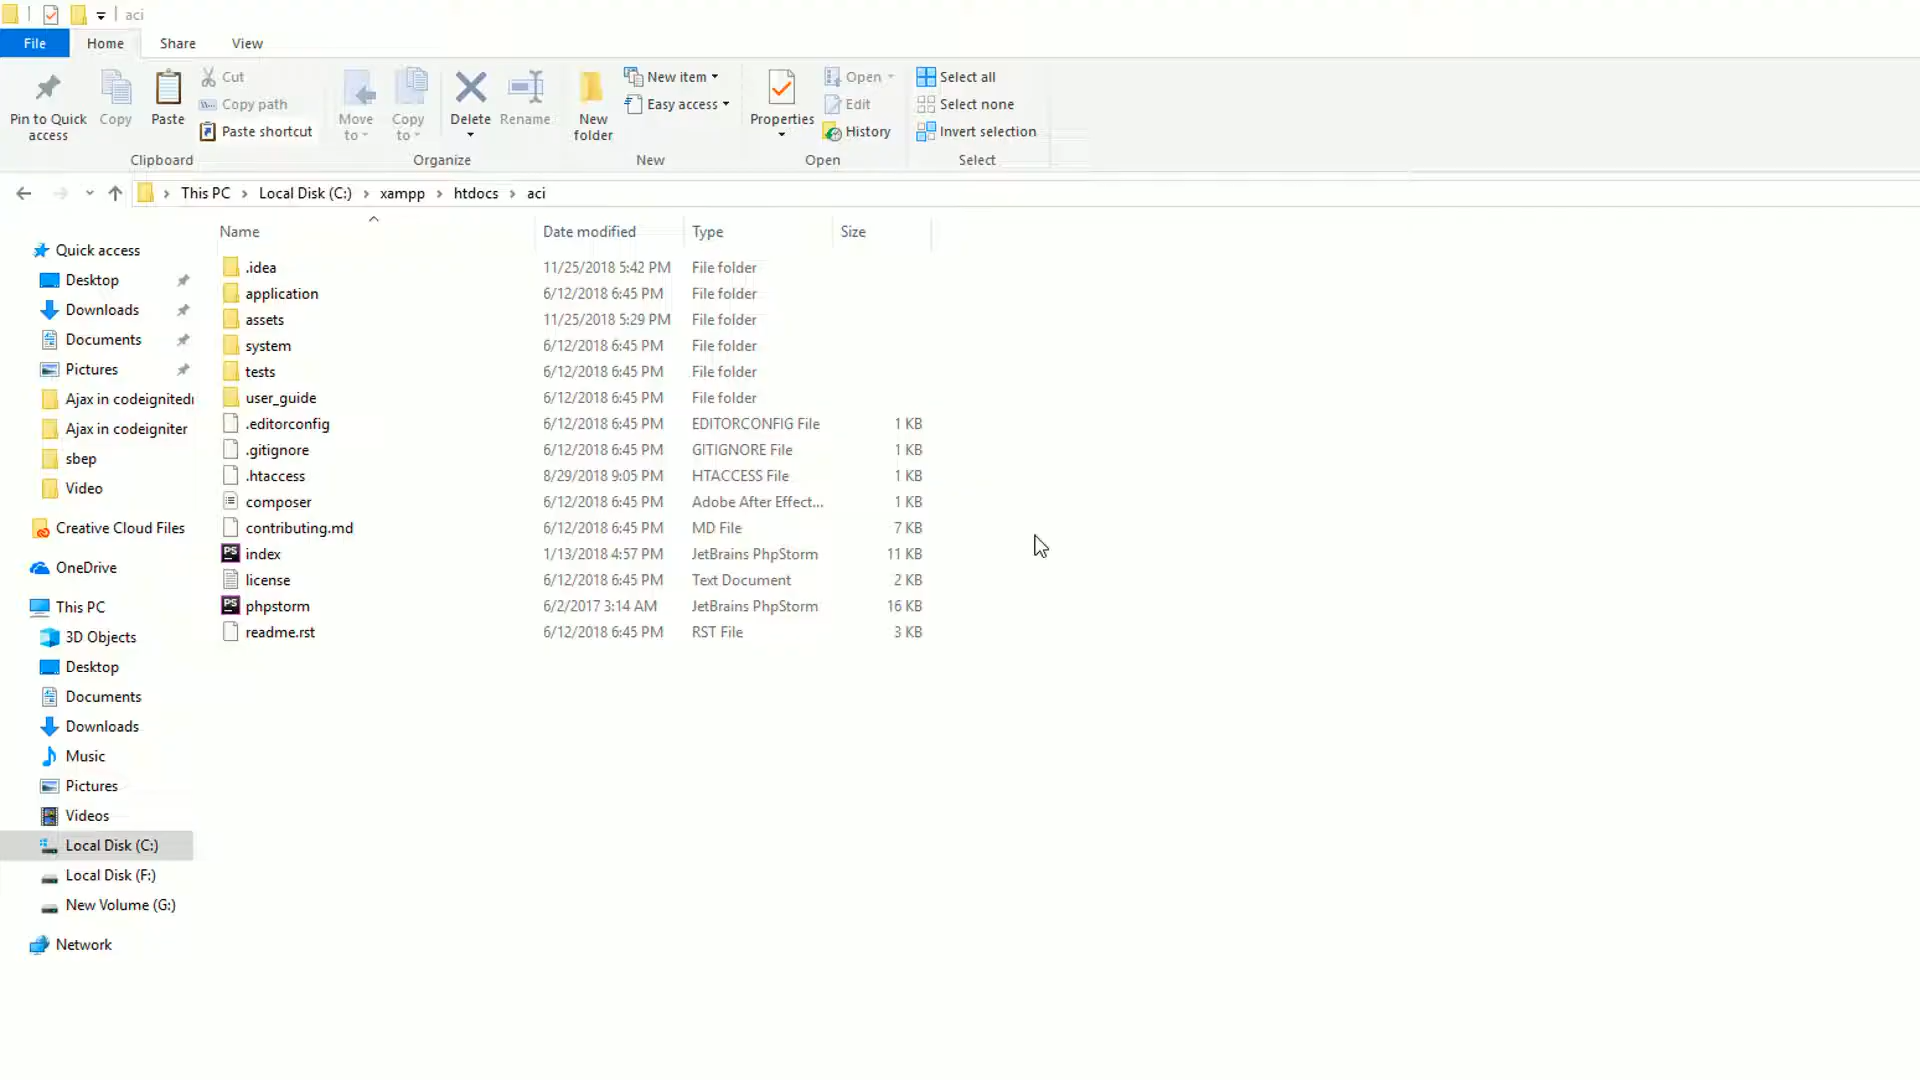 aci
File Home Share View
Pin to Quick access
Copy
Paste
Cut
Copy path
Paste shortcut
Clipboard
Move to
Copy to
Delete
Rename
Organize
New folder
New item
Easy access
New
Properties
Open
Edit
History
Open
Select all
Select none
Invert selection
Select
This PC Local Disk (C:) xampp htdocs aci
Quick access
Desktop
Downloads
Documents
Pictures
Ajax in codeigniter
sbep
Video
Creative Cloud Files
OneDrive
This PC
3D Objects
Desktop
Documents
Downloads
Music
Pictures
Videos
Local Disk (C:)
Local Disk (F:)
New Volume (G:)
Network
Name Date modified Type Size
.idea 11/25/2018 5:42 PM File folder
application 6/12/2018 6:45 PM File folder
assets 11/25/2018 5:29 PM File folder
system 6/12/2018 6:45 PM File folder
tests 6/12/2018 6:45 PM File folder
user_guide 6/12/2018 6:45 PM File folder
.editorconfig 6/12/2018 6:45 PM EDITORCONFIG File 1 KB
.gitignore 6/12/2018 6:45 PM GITIGNORE File 1 KB
.htaccess 8/29/2018 9:05 PM HTACCESS File 1 KB
composer 6/12/2018 6:45 PM Adobe After Effect... 1 KB
contributing.md 6/12/2018 6:45 PM MD File 7 KB
PS index 1/13/2018 4:57 PM JetBrains PhpStorm 11 KB
license 6/12/2018 6:45 PM Text Document 2 KB
PS phpstorm 6/2/2017 3:14 AM JetBrains PhpStorm 16 KB
readme.rst 6/12/2018 6:45 PM RST File 3 KB